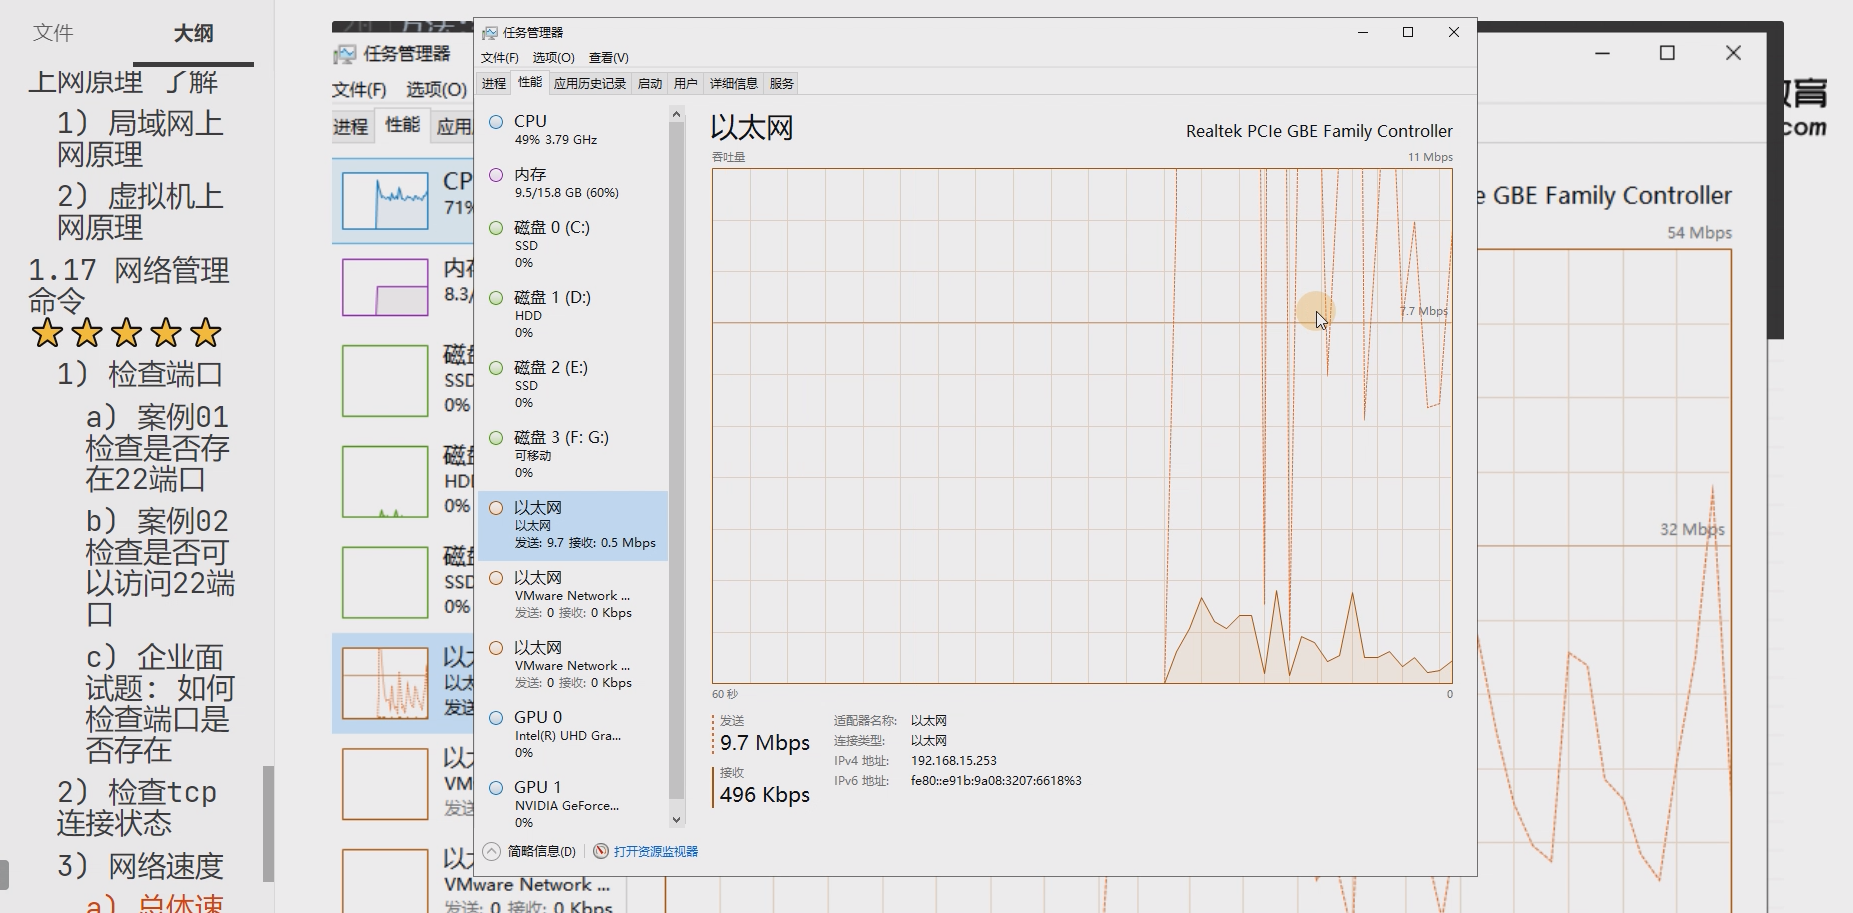 文件
大纲
上网原理 了解
1) 局域网上
网原理
2) 虚拟机上
网原理
1.17 网络管理
命令
1) 检查端口
a) 案例01
检查是否存
在22端口
b) 案例02
检查是否可
以访问22端
口
c) 企业面
试题: 如何
检查端口是
否存在
2) 检查tcp
连接状态
3) 网络速度
a) 总体速
任务管理器
文件(F) 选项(O)
进程 性能 应用
CP
71%
内存
8.3/
磁盘
SSD
0%
磁盘
HDD
0%
磁盘
SSD
0%
以太
以太
发送
以太
VM
发送
以太
VMware Network ...
发送: 0 接收: 0 Kbps
任务管理器
文件(F) 选项(O) 查看(V)
进程 性能 应用历史记录 启动 用户 详细信息 服务
CPU
49% 3.79 GHz
内存
9.5/15.8 GB (60%)
磁盘 0 (C:)
SSD
0%
磁盘 1 (D:)
HDD
0%
磁盘 2 (E:)
SSD
0%
磁盘 3 (F: G:)
可移动
0%
以太网
以太网
发送: 9.7 接收: 0.5 Mbps
以太网
VMware Network ...
发送: 0 接收: 0 Kbps
以太网
VMware Network ...
发送: 0 接收: 0 Kbps
GPU 0
Intel(R) UHD Gra...
0%
GPU 1
NVIDIA GeForce...
0%
简略信息(D) 打开资源监视器
以太网
Realtek PCIe GBE Family Controller
吞吐量
11 Mbps
7.7 Mbps
60 秒
0
发送
9.7 Mbps
接收
496 Kbps
适配器名称: 以太网
连接类型: 以太网
IPv4 地址: 192.168.15.253
IPv6 地址: fe80::e91b:9a08:3207:6618%3
育
com
e GBE Family Controller
54 Mbps
32 Mbps